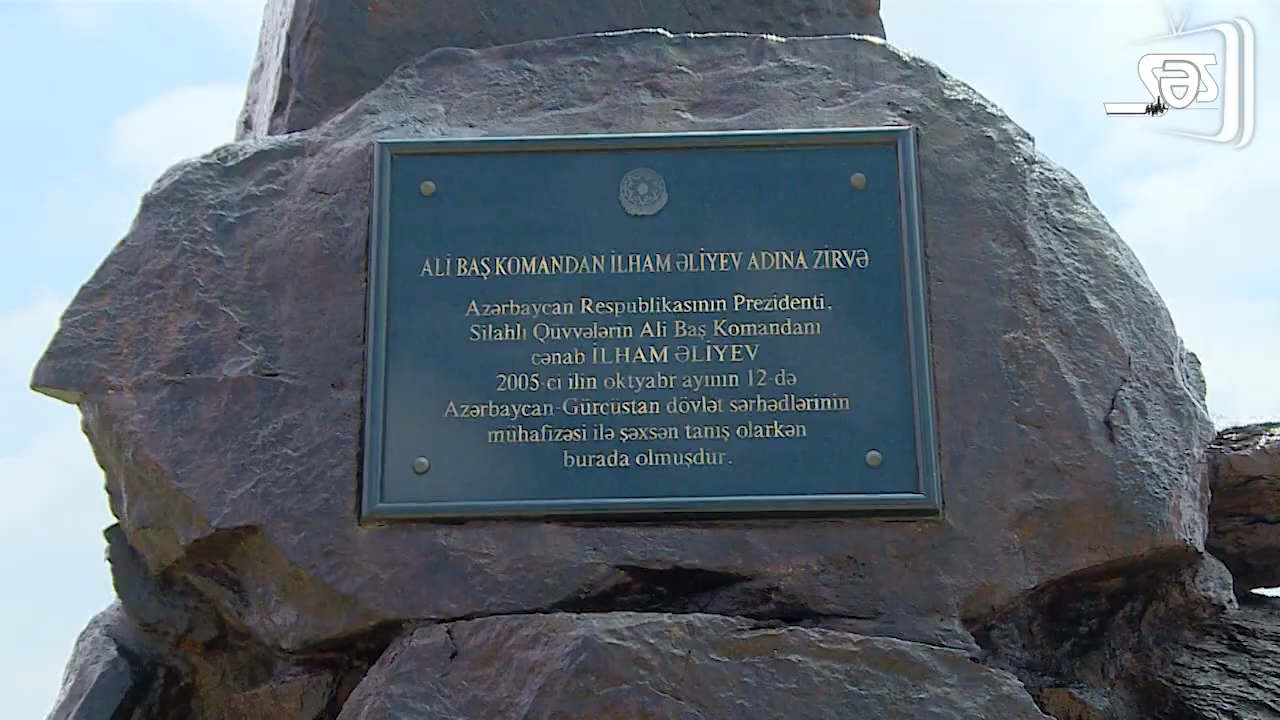 SƏS
ALİ BAŞ KOMANDAN İLHAM ƏLİYEV ADINA ZİRVƏ
Azərbaycan Respublikasının Prezidenti,
Silahlı Qüvvələrin Ali Baş Komandanı
cənab İLHAM ƏLİYEV
2005-ci ilin oktyabr ayının 12-də
Azərbaycan-Gürcüstan dövlət sərhədlərinin
mühafizəsi ilə şəxsən tanış olarkən
burada olmuşdur.